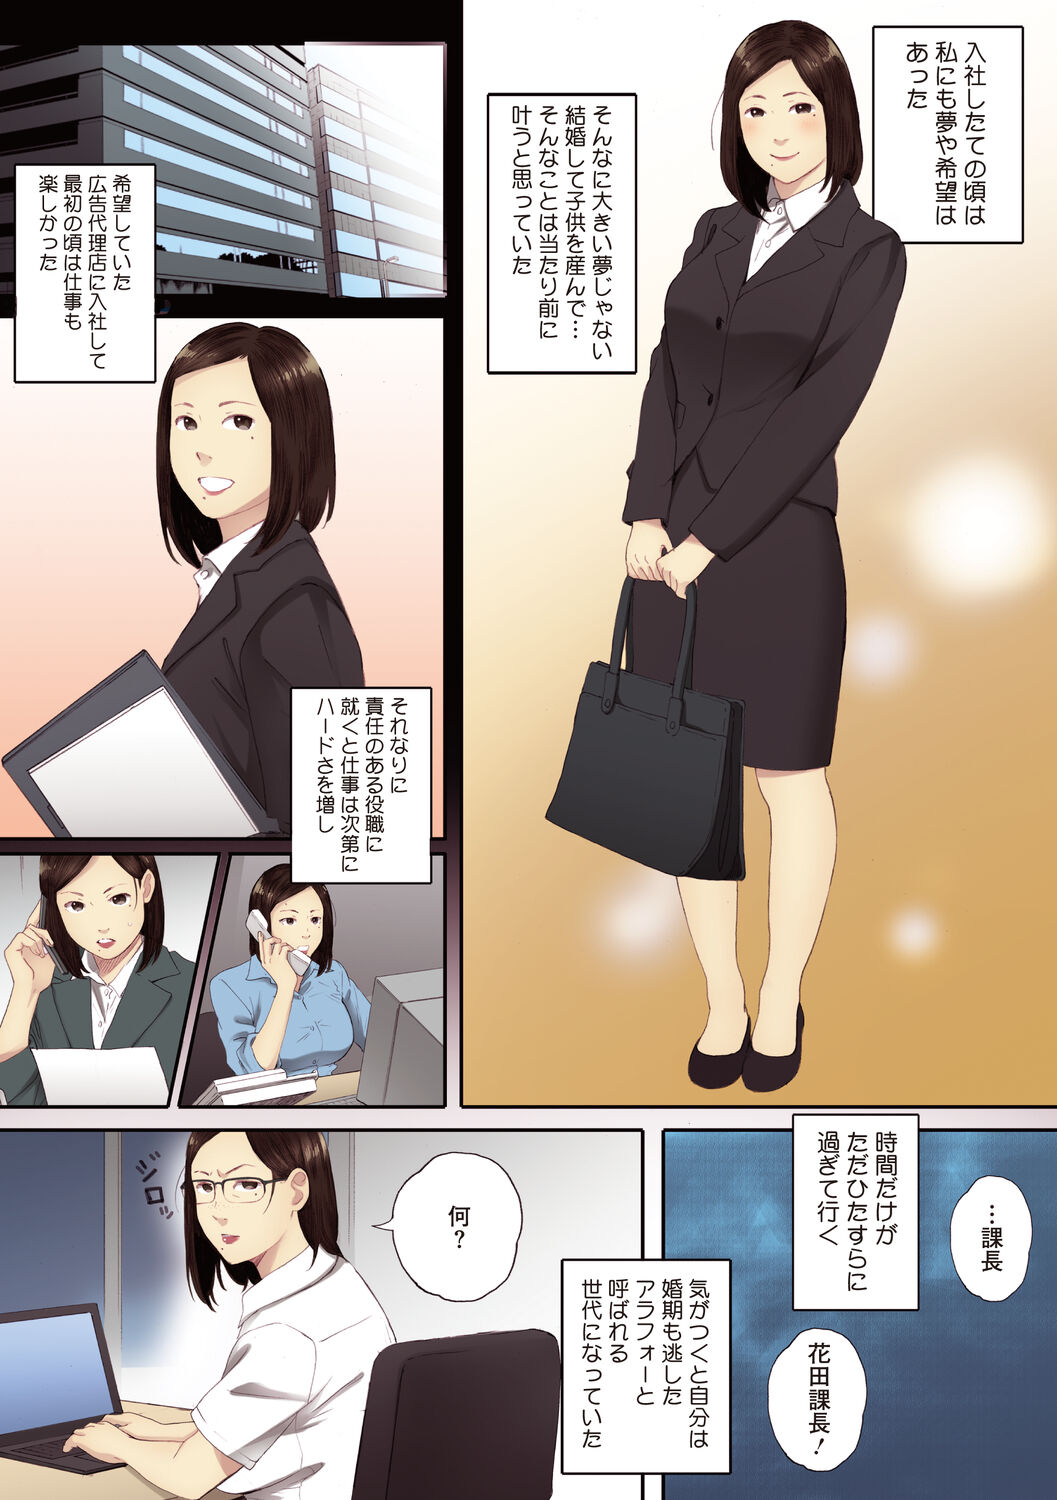 入社したての頃は
私にも夢や希望は
あった
そんなに大きい夢じゃない
結婚して子供を産んで…
そんなことは当たり前に
叶うと思っていた
希望していた
広告代理店に入社して
最初の頃は仕事も
楽しかった
それなりに
責任のある役職に
就くと仕事は次第に
ハードさを増し
時間だけが
ただひたすらに
過ぎて行く
…課長
花田課長！
気がつくと自分は
婚期も逃した
アラフォーと
呼ばれる
世代になっていた
何？
ジロッ